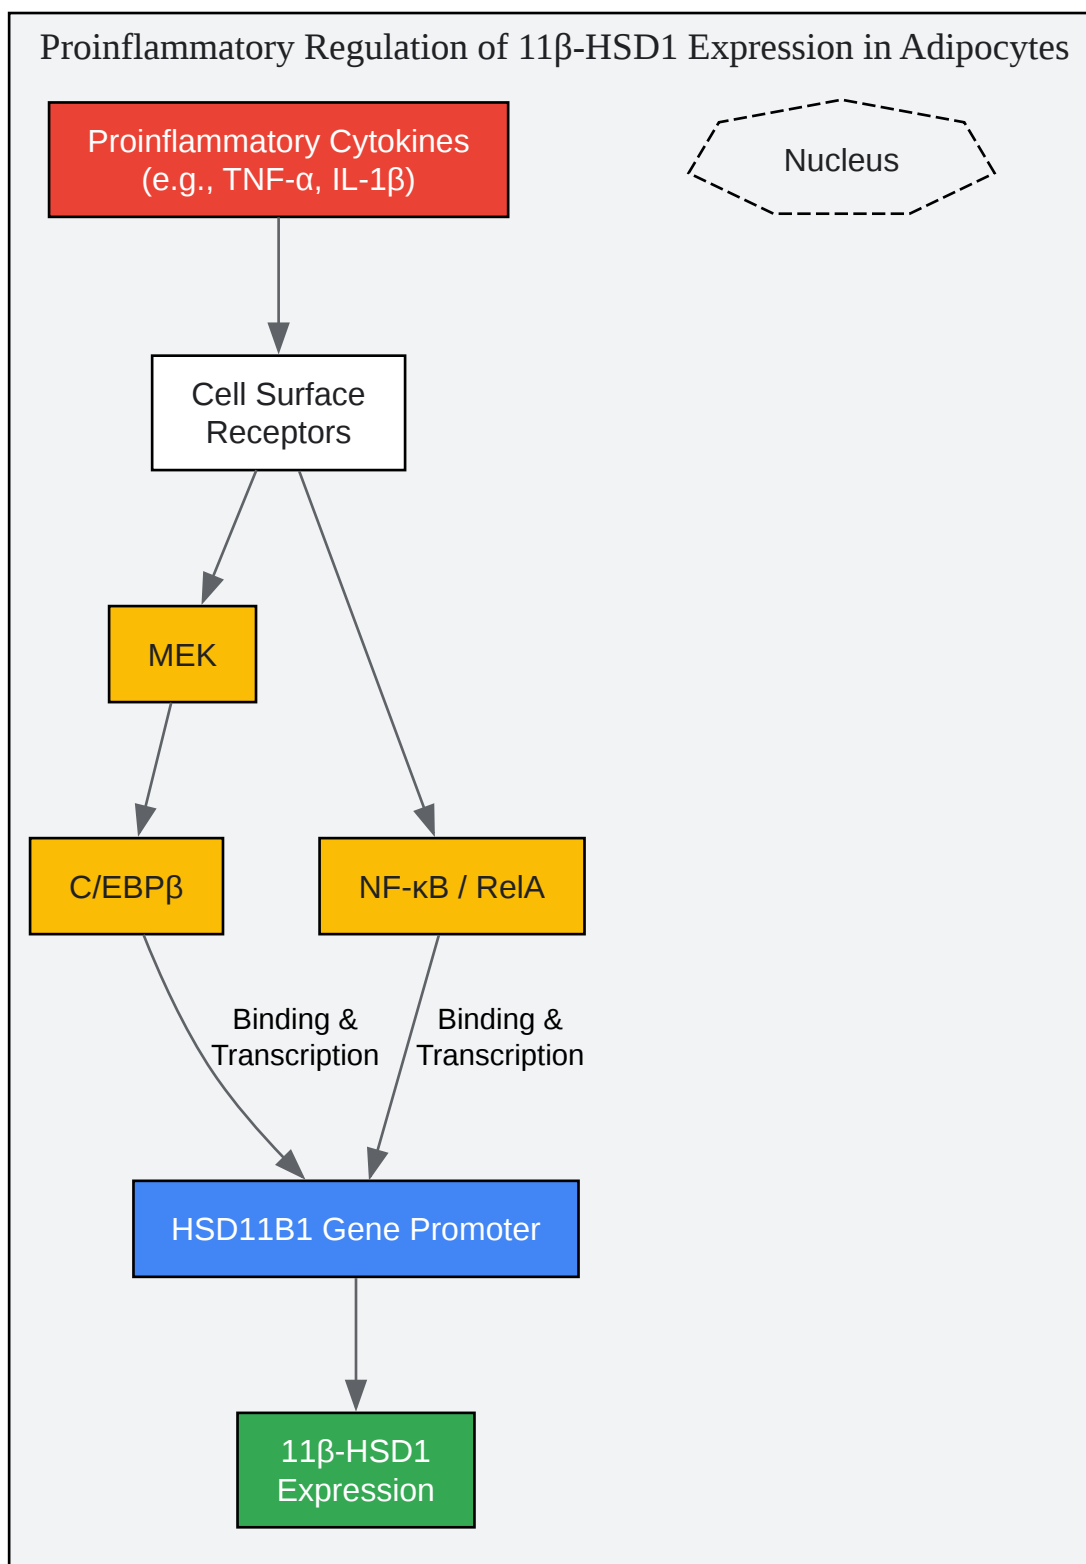 Proinflammatory Regulation of 11β-HSD1 Expression in Adipocytes
Proinflammatory Cytokines
(e.g., TNF-α, IL-1β)
Nucleus
Cell Surface
Receptors
MEK
C/EBPβ
NF-κB / RelA
Binding &
Transcription
Binding &
Transcription
HSD11B1 Gene Promoter
11β-HSD1
Expression